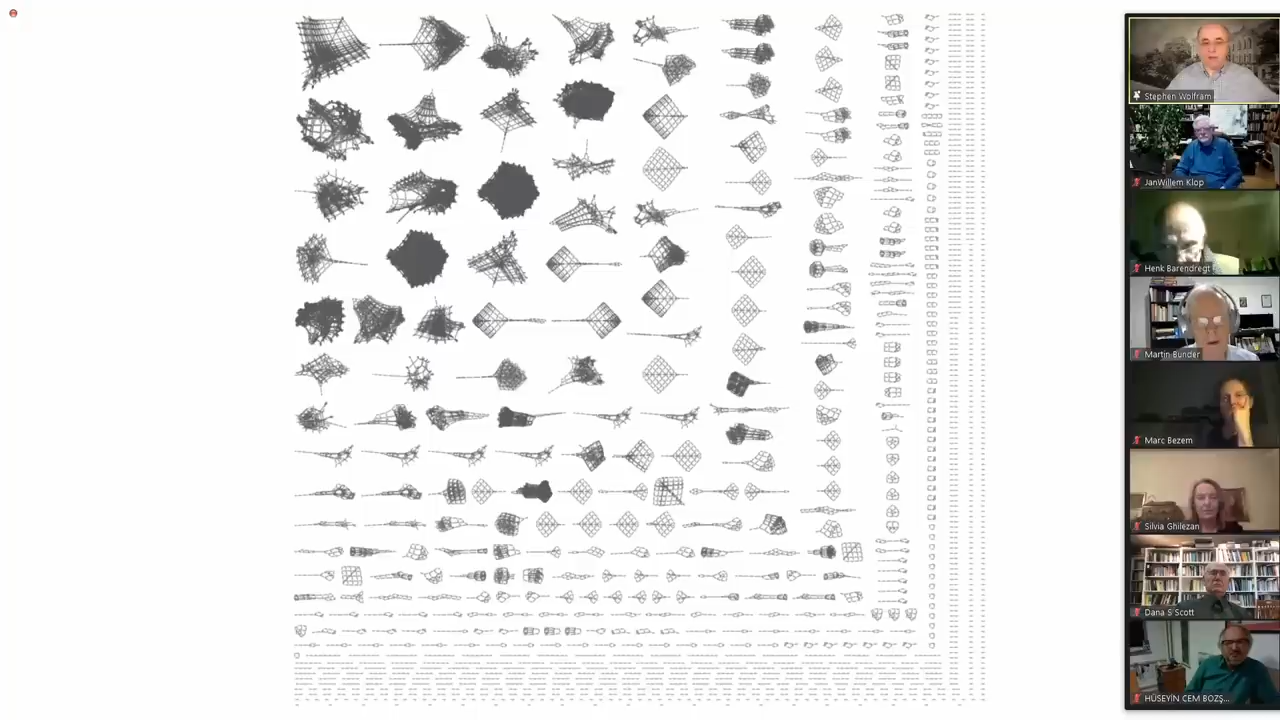 Stephen Wolfram
JanWillem Klop
Henk Barendregt
Martin Bunder
Marc Bezem
Silvia Ghilezan
Dana S Scott
HÜSEYİN CEM BOZŞ...